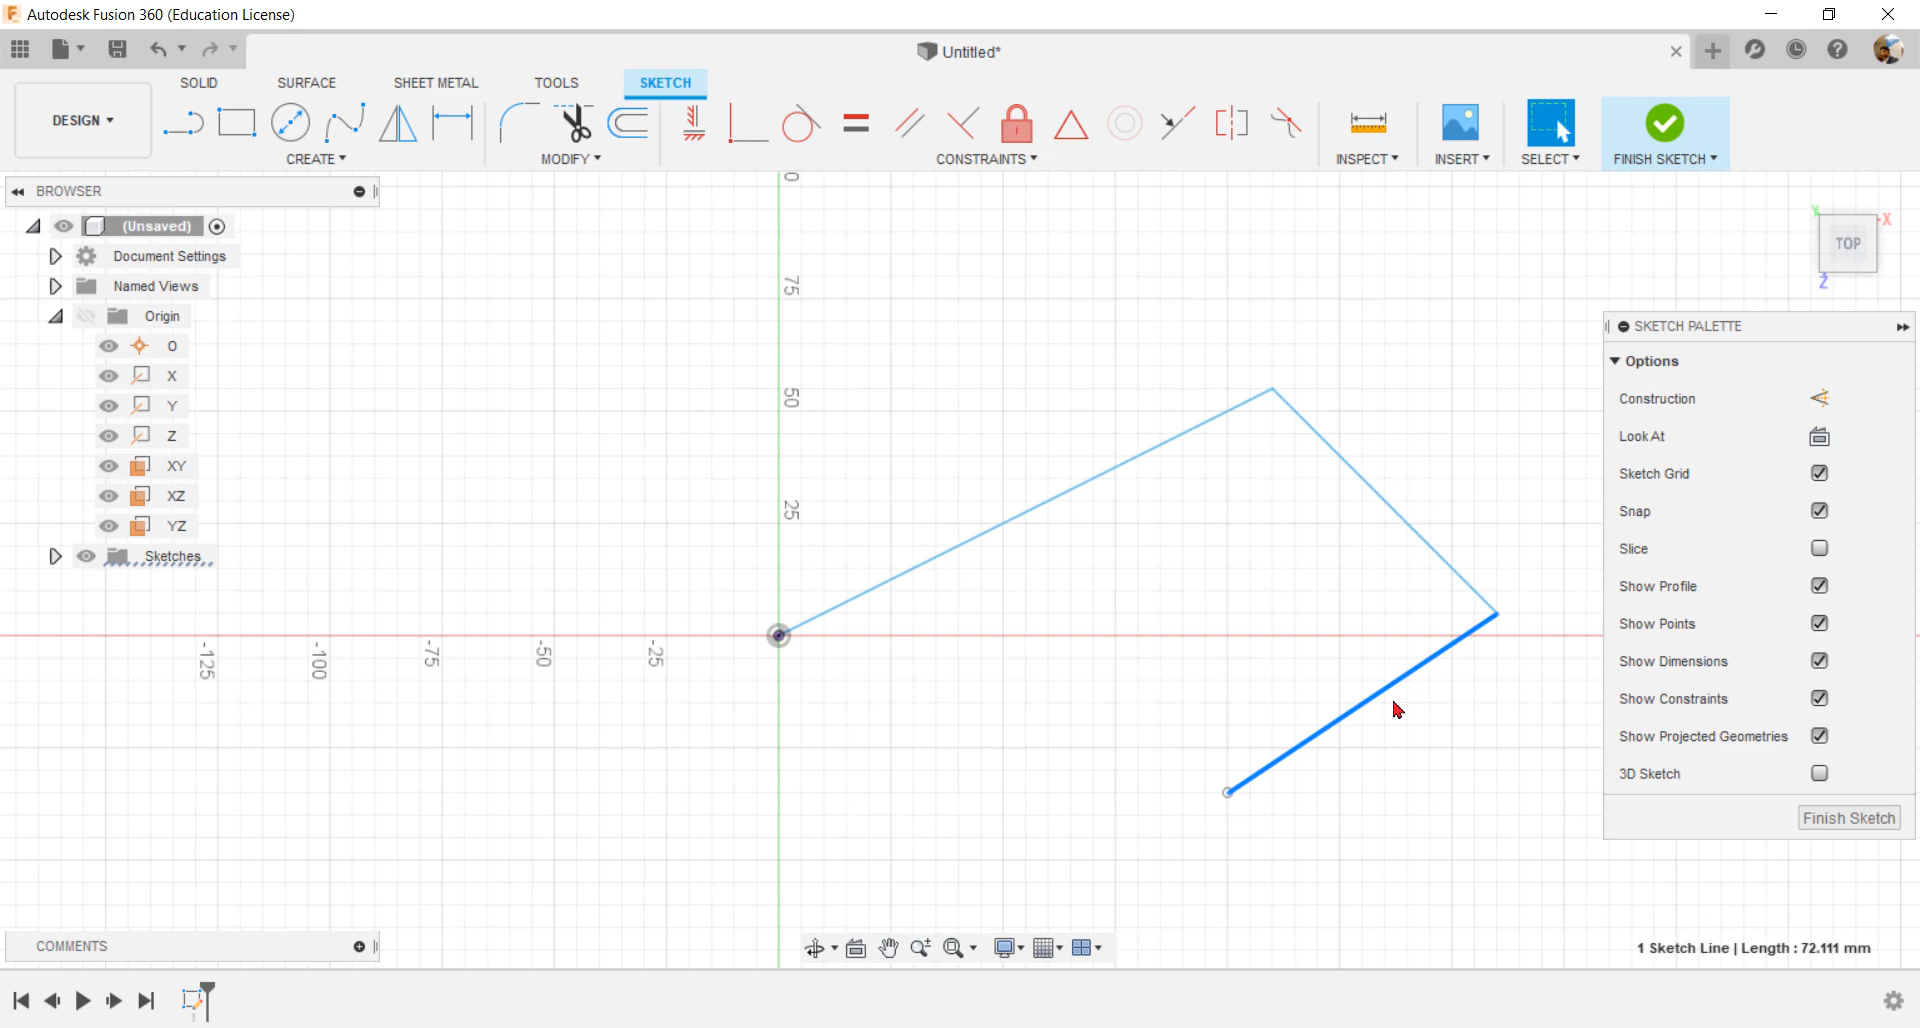 Autodesk Fusion 360 (Education License)
Untitled*
SOLID SURFACE SHEET METAL TOOLS SKETCH
DESIGN
CREATE MODIFY CONSTRAINTS INSPECT INSERT SELECT FINISH SKETCH
BROWSER
(Unsaved)
Document Settings
Named Views
Origin
O
X
Y
Z
XY
XZ
YZ
Sketches
0
75
50
25
-125 -100 -75 -50 -25
Y X
TOP
Z
SKETCH PALETTE
Options
Construction
Look At
Sketch Grid
Snap
Slice
Show Profile
Show Points
Show Dimensions
Show Constraints
Show Projected Geometries
3D Sketch
Finish Sketch
COMMENTS
1 Sketch Line | Length : 72.111 mm